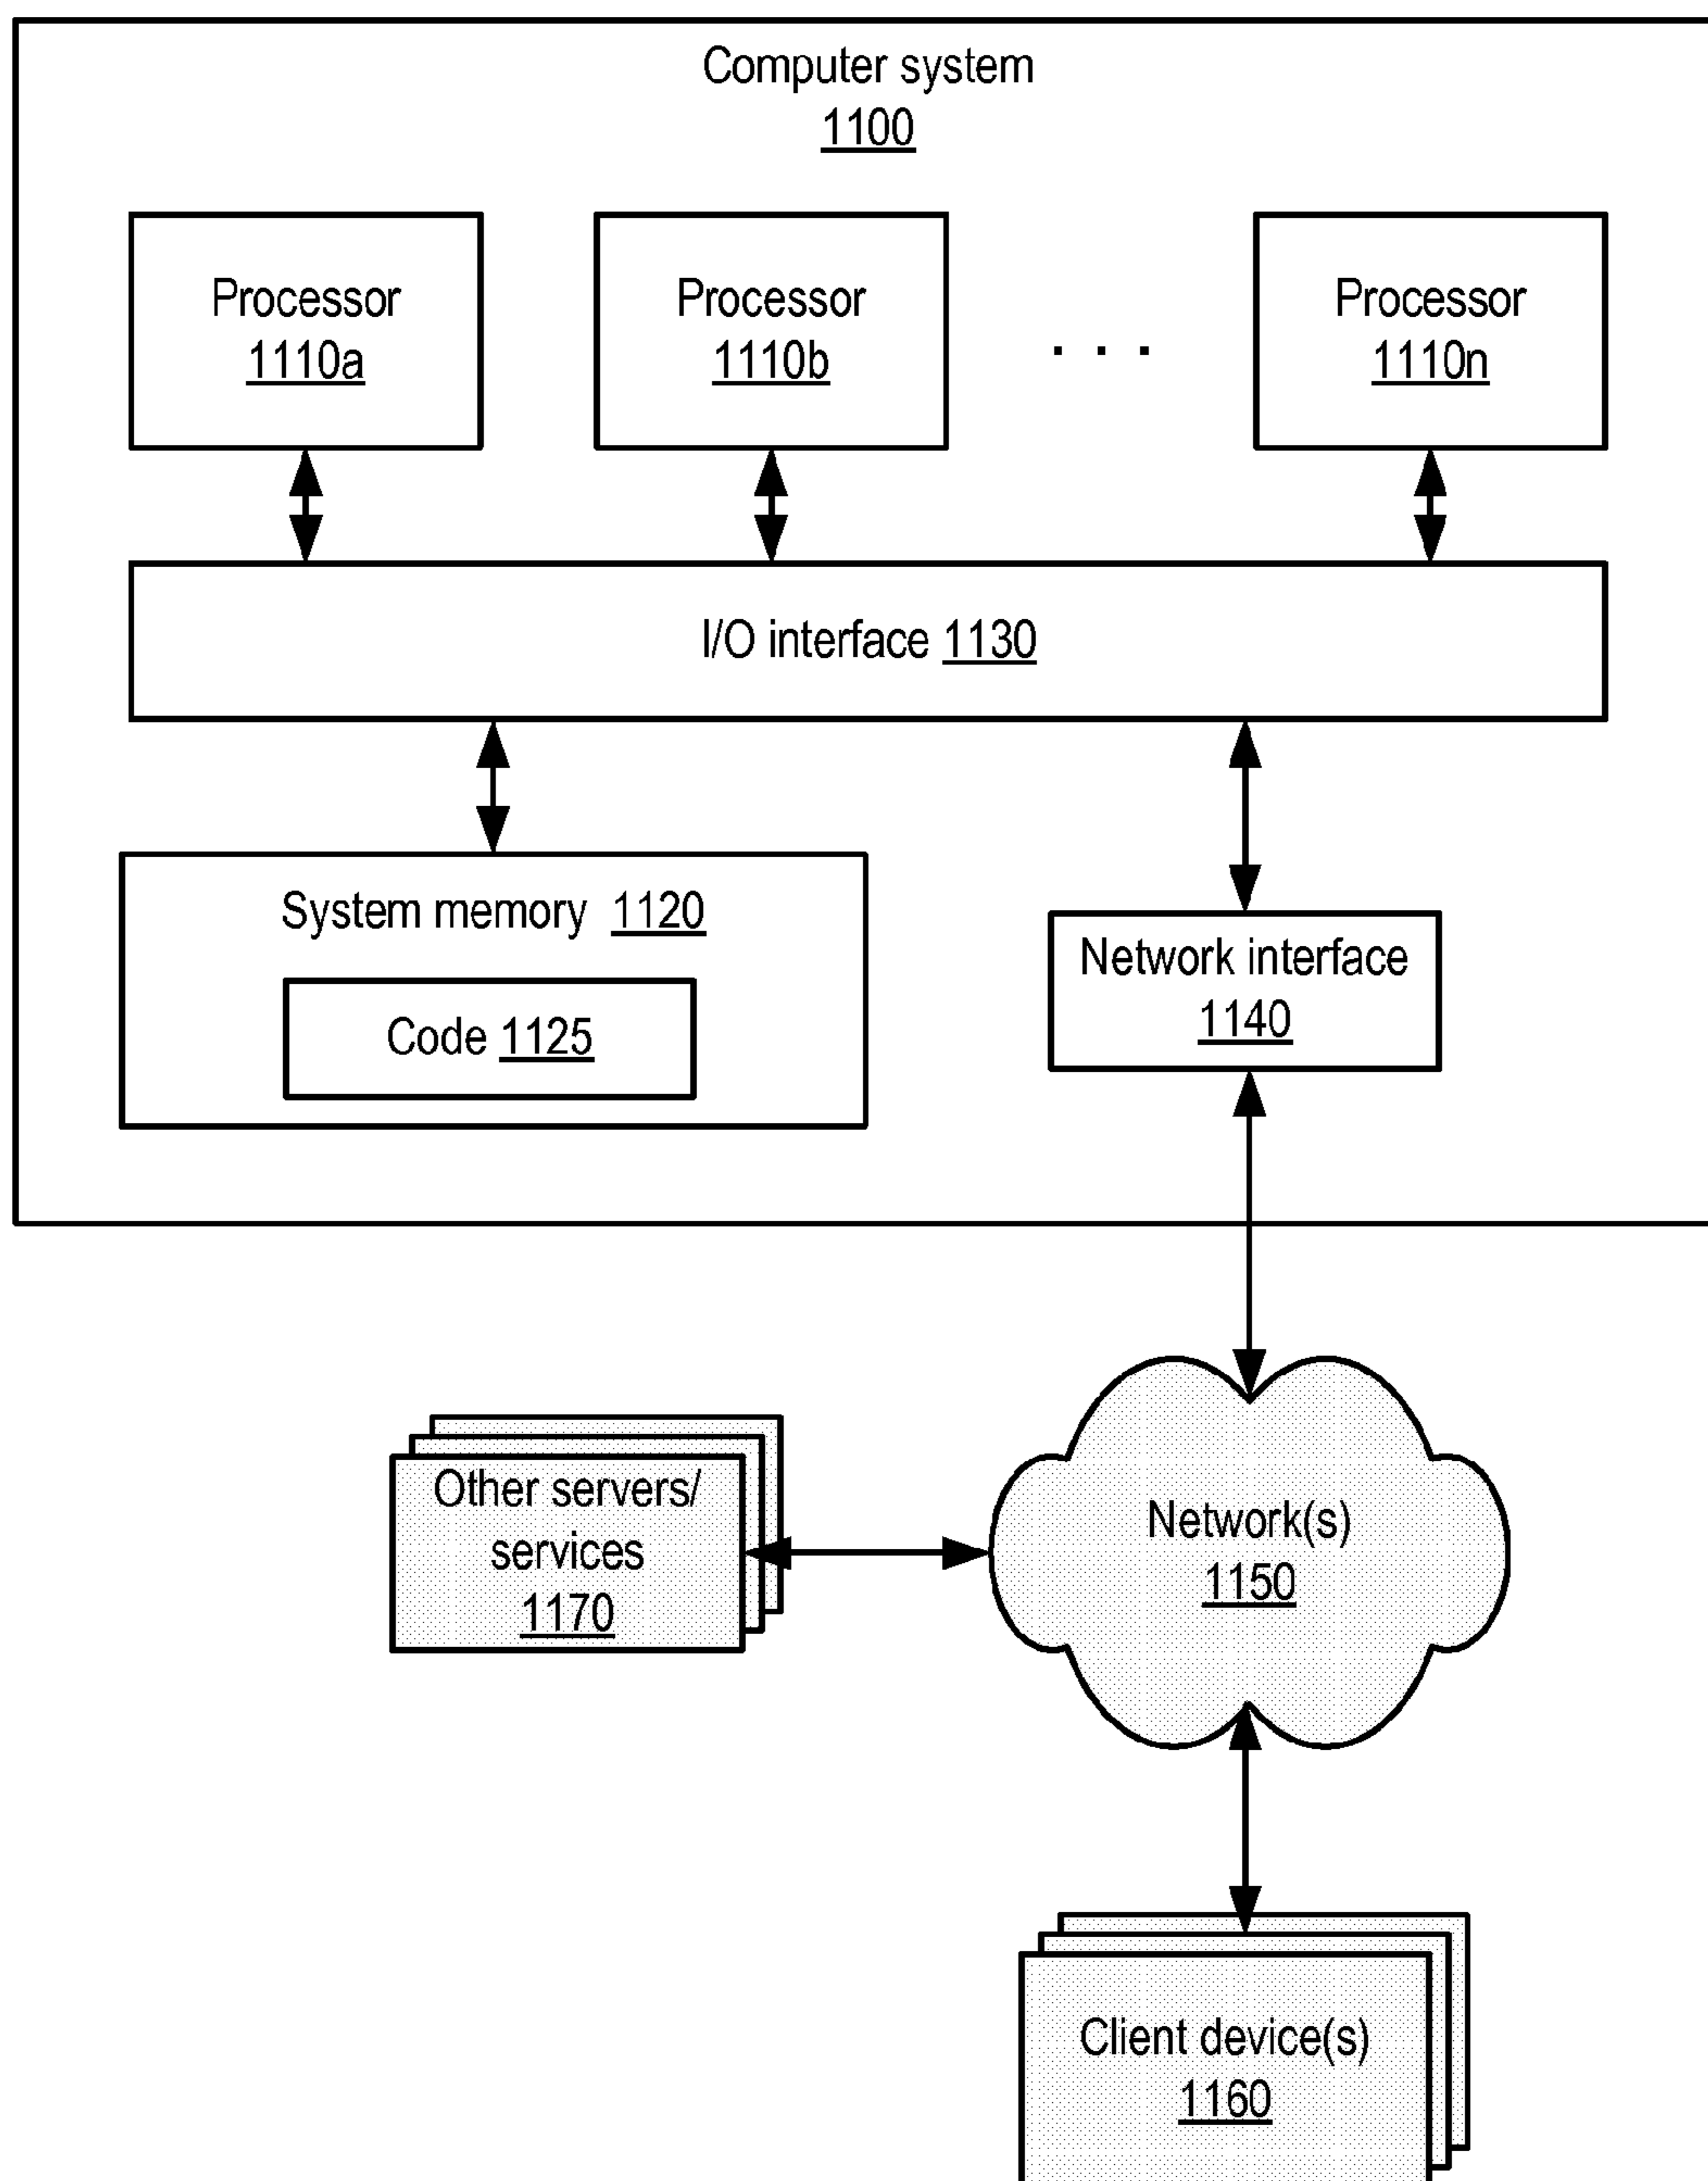 Computer system
1100
Processor
1110a
Processor
1110b
. . .
Processor
1110n
I/O interface 1130
System memory 1120
Code 1125
Network interface
1140
Other servers/
services
1170
Network(s)
1150
Client device(s)
1160